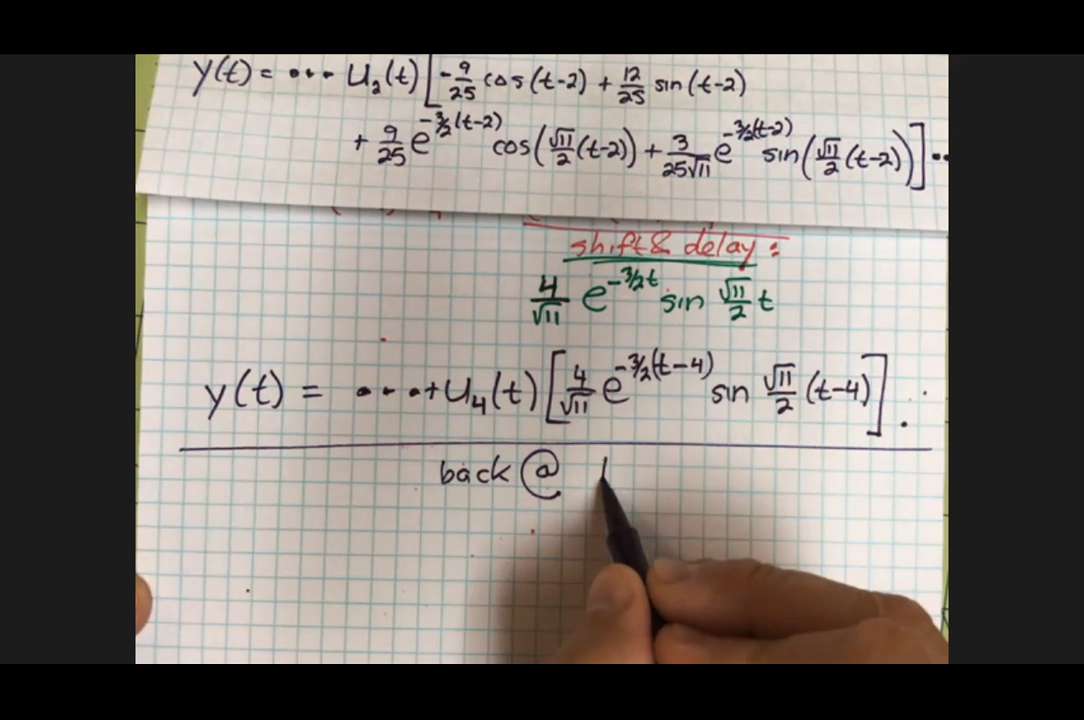 y(t) = ••• u₂(t) [ -9/25 cos(t-2) + 12/25 sin(t-2)
+ 9/25 e^(-3/2(t-2)) cos(√11/2 (t-2)) + 3/(25√11) e^(-3/2(t-2)) sin(√11/2 (t-2)) ] ••
shift & delay :
4/√11 e^(-3/2t) sin √11/2 t
y(t) = •••+u₄(t) [ 4/√11 e^(-3/2(t-4)) sin √11/2 (t-4) ] .
back @